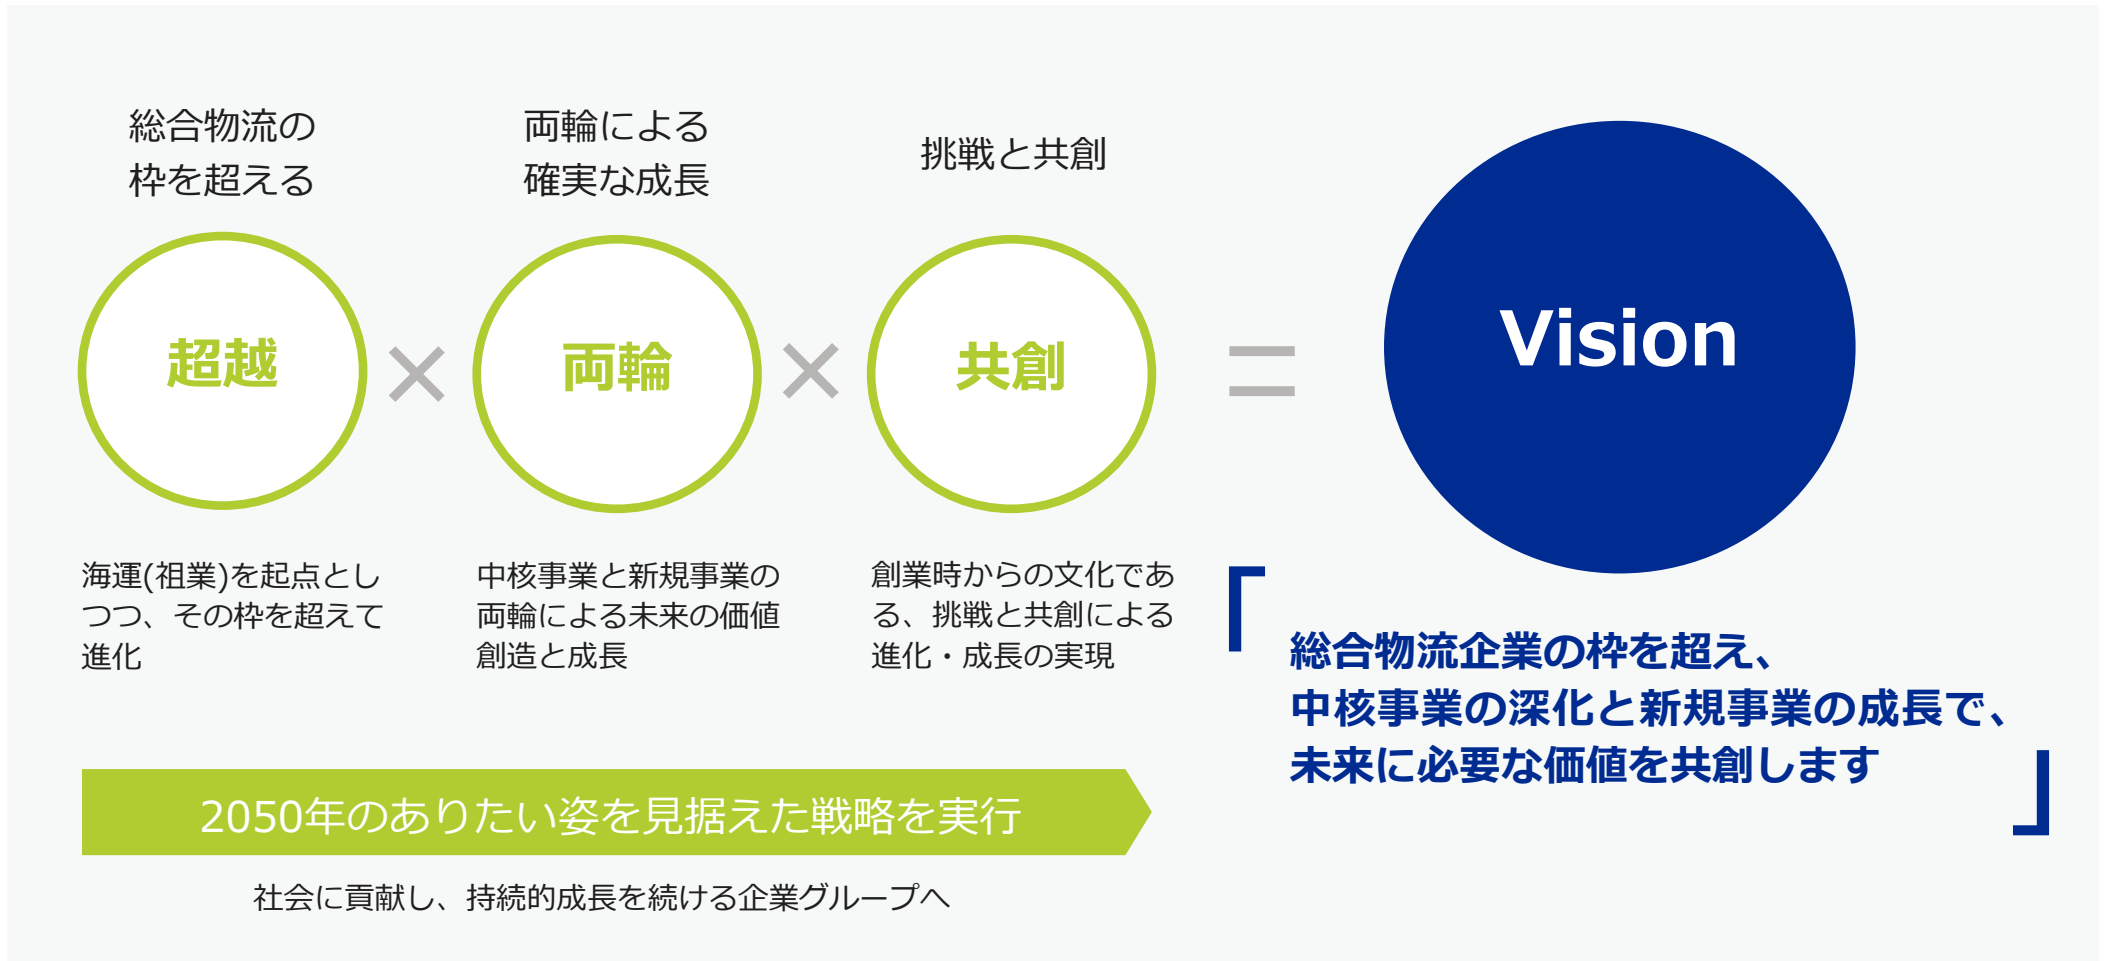 総合物流の
枠を超える
両輪による
確実な成長
挑戦と共創
超越
×
両輪
×
共創
=
Vision
海運(祖業)を起点とし
つつ、その枠を超えて
進化
中核事業と新規事業の
両輪による未来の価値
創造と成長
創業時からの文化であ
る、挑戦と共創による
進化・成長の実現
「総合物流企業の枠を超え、
中核事業の深化と新規事業の成長で、
未来に必要な価値を共創します」
2050年のありたい姿を見据えた戦略を実行
社会に貢献し、持続的成長を続ける企業グループへ